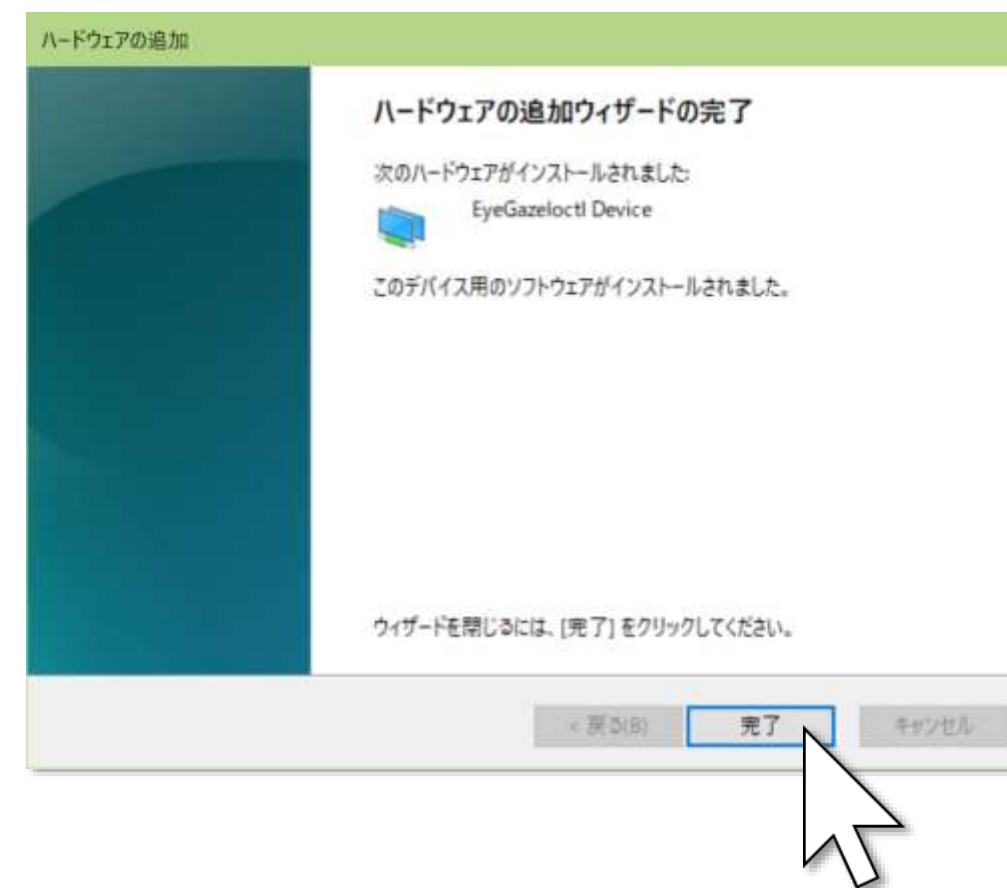 ハードウェアの追加
ハードウェアの追加ウィザードの完了
次のハードウェアがインストールされました:
EyeGazeIoctl Device
このデバイス用のソフトウェアがインストールされました。
ウィザードを閉じるには、[完了] をクリックしてください。
< 戻る(B) 完了 キャンセル